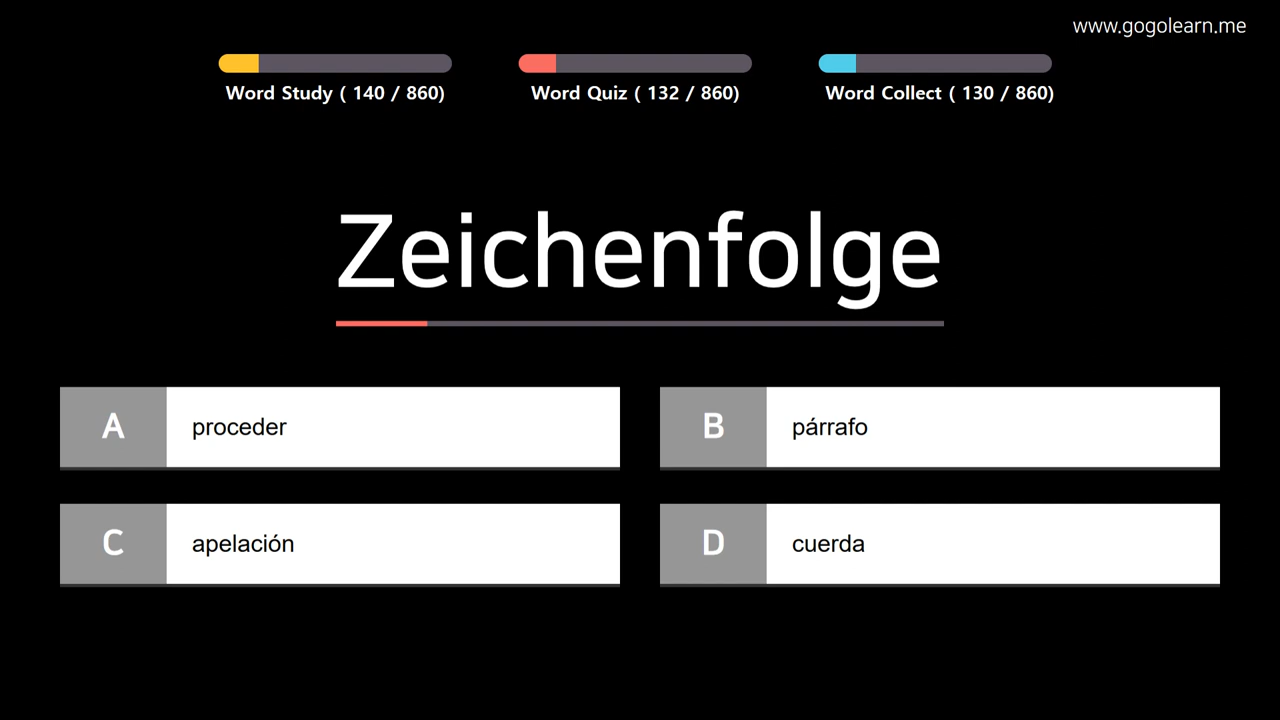 www.gogolearn.me
Word Study ( 140 / 860)
Word Quiz ( 132 / 860)
Word Collect ( 130 / 860)
Zeichenfolge
A proceder
B párrafo
C apelación
D cuerda